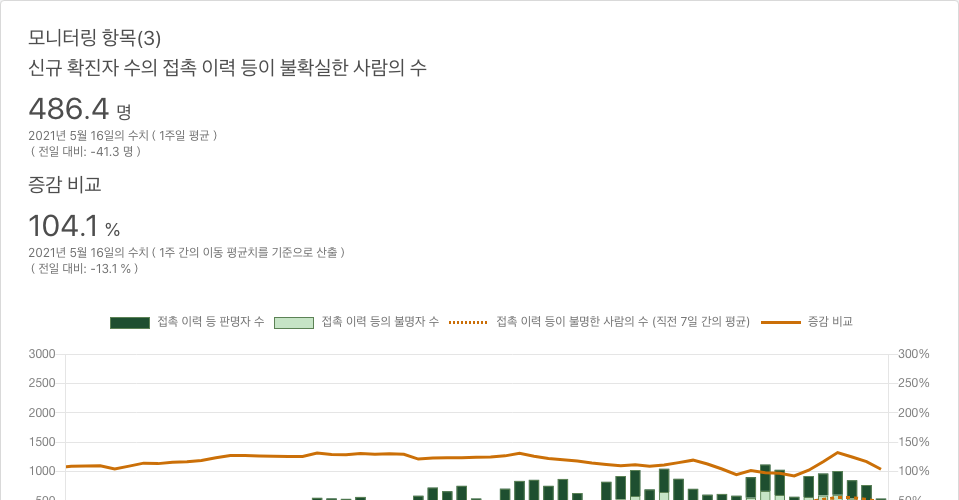 모니터링 항목(3)
신규 확진자 수의 접촉 이력 등이 불확실한 사람의 수
486.4 명
2021년 5월 16일의 수치 ( 1주일 평균 )
( 전일 대비: -41.3 명 )
증감 비교
104.1 %
2021년 5월 16일의 수치 ( 1주 간의 이동 평균치를 기준으로 산출 )
( 전일 대비: -13.1 % )
접촉 이력 등 판명자 수 접촉 이력 등의 불명자 수 접촉 이력 등이 불명한 사람의 수 (직전 7일 간의 평균) 증감 비교
3000 300%
2500 250%
2000 200%
1500 150%
1000 100%
500 50%